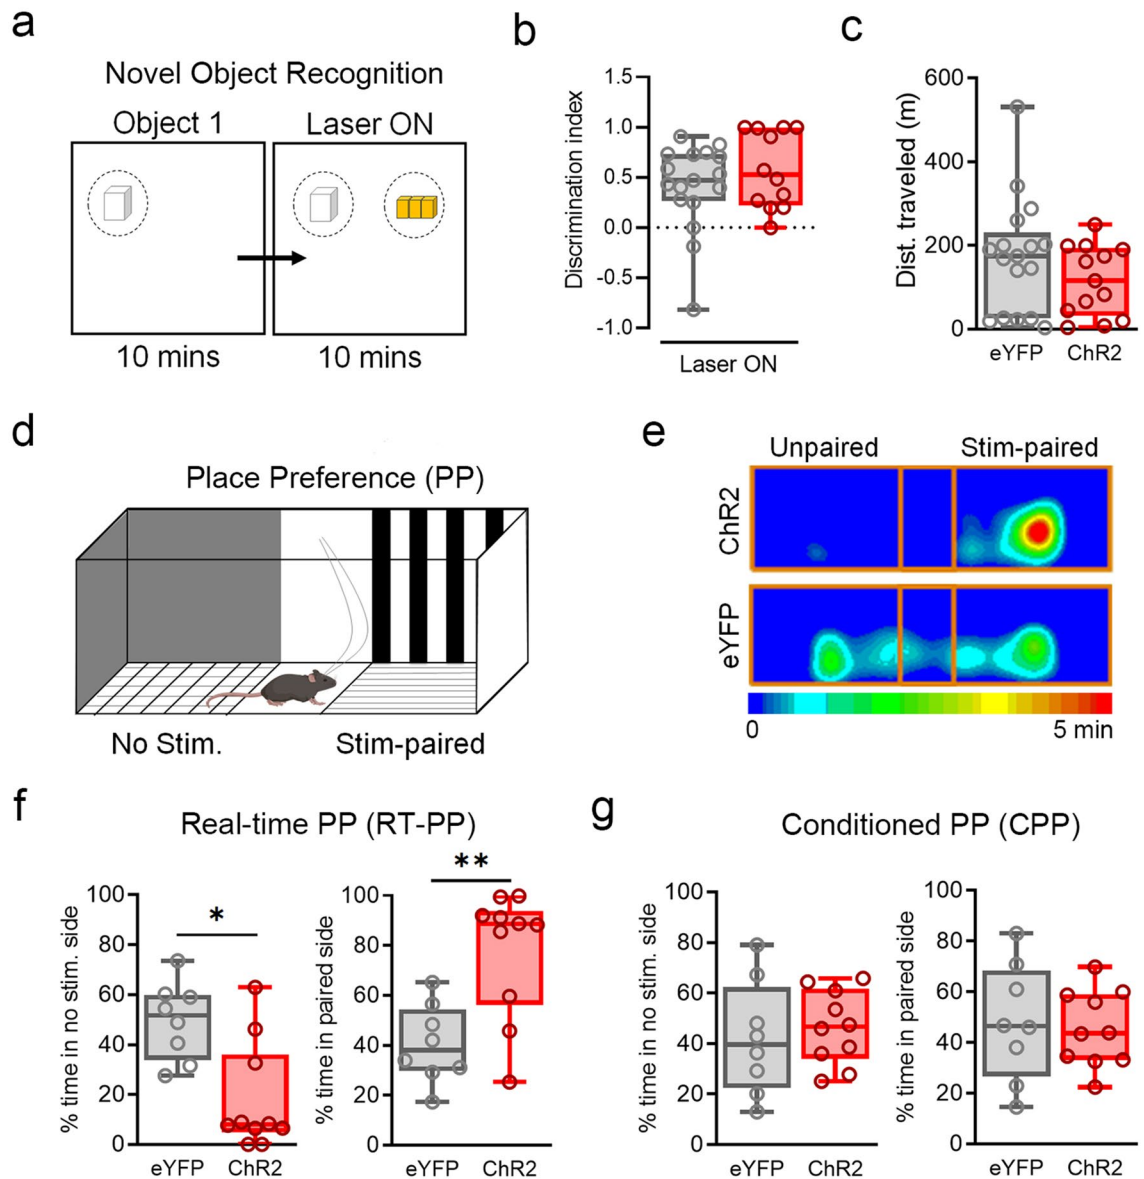 a
Novel Object Recognition
Object 1
Laser ON
10 mins
10 mins
b
Discrimination index
1.5
1.0
0.5
0.0
-0.5
-1.0
Laser ON
c
Dist. traveled (m)
600
400
200
0
eYFP
ChR2
d
Place Preference (PP)
No Stim.
Stim-paired
e
Unpaired
Stim-paired
ChR2
eYFP
0
5 min
f
Real-time PP (RT-PP)
% time in no stim. side
100
80
60
40
20
0
*
eYFP
ChR2
% time in paired side
100
80
60
40
20
0
**
eYFP
ChR2
g
Conditioned PP (CPP)
% time in no stim. side
100
80
60
40
20
0
eYFP
ChR2
% time in paired side
100
80
60
40
20
0
eYFP
ChR2